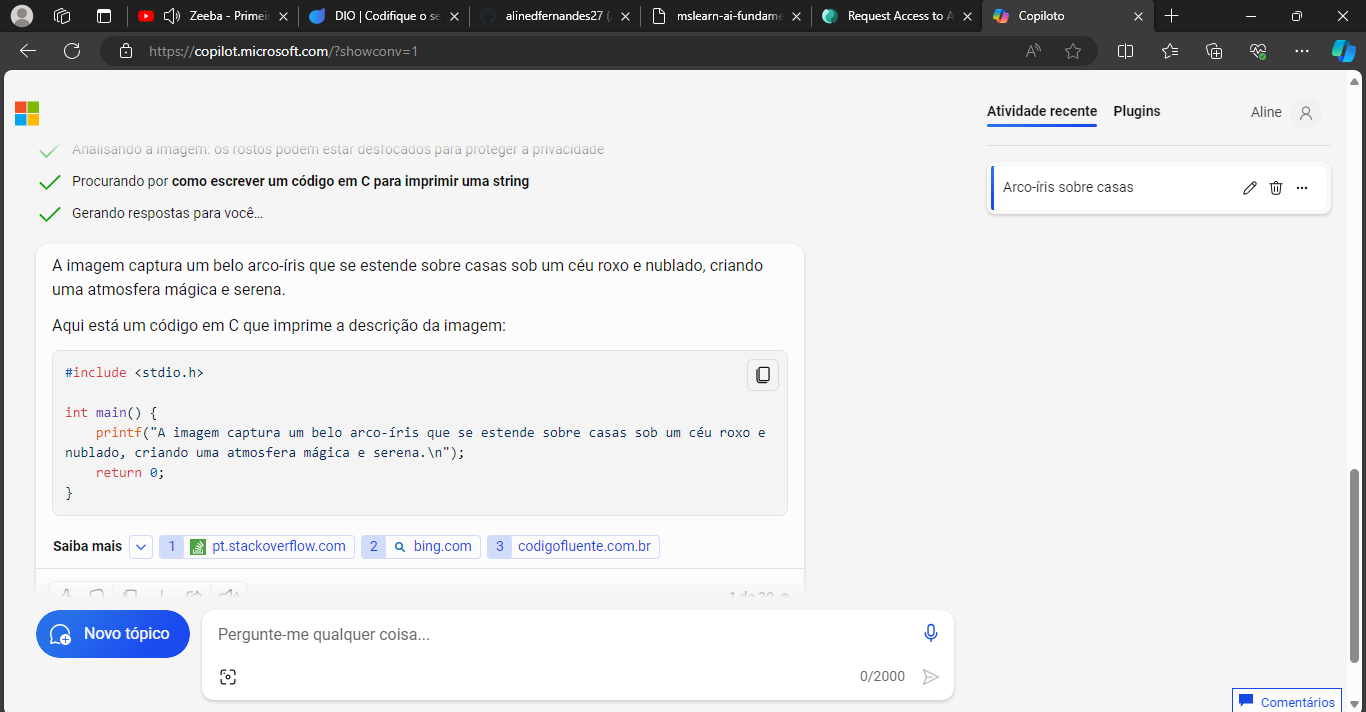 Zeeba - Primei
DIO | Codifique o se
alinedfernandes27 (
mslearn-ai-fundame
Request Access to A
Copiloto
https://copilot.microsoft.com/?showconv=1
Atividade recente
Plugins
Aline
Analisando a imagem: os rostos podem estar desfocados para proteger a privacidade
Procurando por como escrever um código em C para imprimir uma string
Arco-íris sobre casas
Gerando respostas para você...
A imagem captura um belo arco-íris que se estende sobre casas sob um céu roxo e nublado, criando
uma atmosfera mágica e serena.
Aqui está um código em C que imprime a descrição da imagem:
#include <stdio.h>
int main() {
printf("A imagem captura um belo arco-íris que se estende sobre casas sob um céu roxo e
nublado, criando uma atmosfera mágica e serena.\n");
return 0;
}
Saiba mais
1 pt.stackoverflow.com
2 bing.com
3 codigofluente.com.br
1 de 30
Novo tópico
Pergunte-me qualquer coisa...
0/2000
Comentários